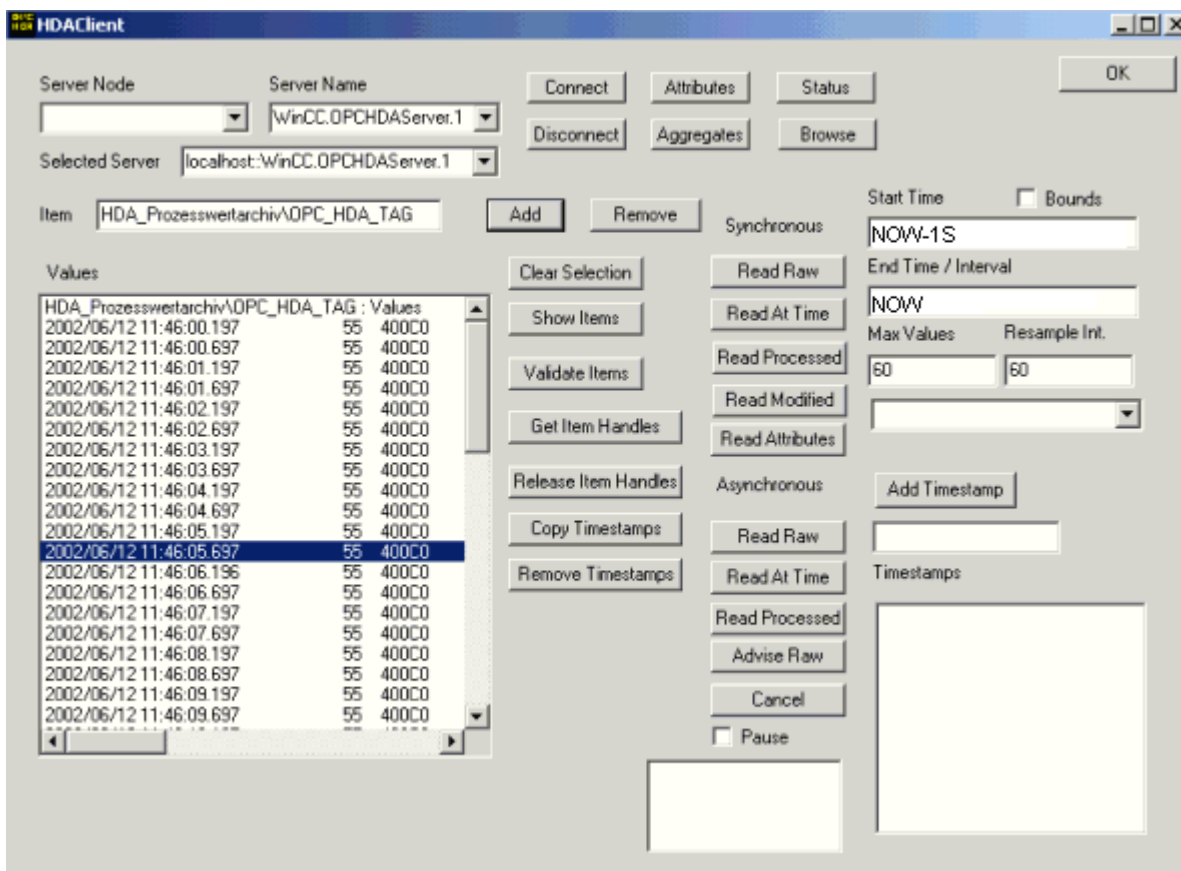 HDAClient
Server Node
Server Name
Connect
Attributes
Status
OK
WinCC.OPCHDAServer.1
Disconnect
Aggregates
Browse
Selected Server
localhost::WinCC.OPCHDAServer.1
Item
HDA_Prozesswertarchiv\OPC_HDA_TAG
Add
Remove
Synchronous
Start Time
Bounds
NOW-1S
Values
Clear Selection
Read Raw
End Time / Interval
NOW
HDA_Prozesswertarchiv\OPC_HDA_TAG : Values
2002/06/12 11:46:00.197 55 400C0
2002/06/12 11:46:00.697 55 400C0
2002/06/12 11:46:01.197 55 400C0
2002/06/12 11:46:01.697 55 400C0
2002/06/12 11:46:02.197 55 400C0
2002/06/12 11:46:02.697 55 400C0
2002/06/12 11:46:03.197 55 400C0
2002/06/12 11:46:03.697 55 400C0
2002/06/12 11:46:04.197 55 400C0
2002/06/12 11:46:04.697 55 400C0
2002/06/12 11:46:05.197 55 400C0
2002/06/12 11:46:05.697 55 400C0
2002/06/12 11:46:06.196 55 400C0
2002/06/12 11:46:06.697 55 400C0
2002/06/12 11:46:07.197 55 400C0
2002/06/12 11:46:07.697 55 400C0
2002/06/12 11:46:08.197 55 400C0
2002/06/12 11:46:08.697 55 400C0
2002/06/12 11:46:09.197 55 400C0
2002/06/12 11:46:09.697 55 400C0
Show Items
Validate Items
Get Item Handles
Release Item Handles
Copy Timestamps
Remove Timestamps
Read At Time
Read Processed
Read Modified
Read Attributes
Max Values
Resample Int.
60
60
Asynchronous
Read Raw
Read At Time
Read Processed
Advise Raw
Cancel
Pause
Add Timestamp
Timestamps